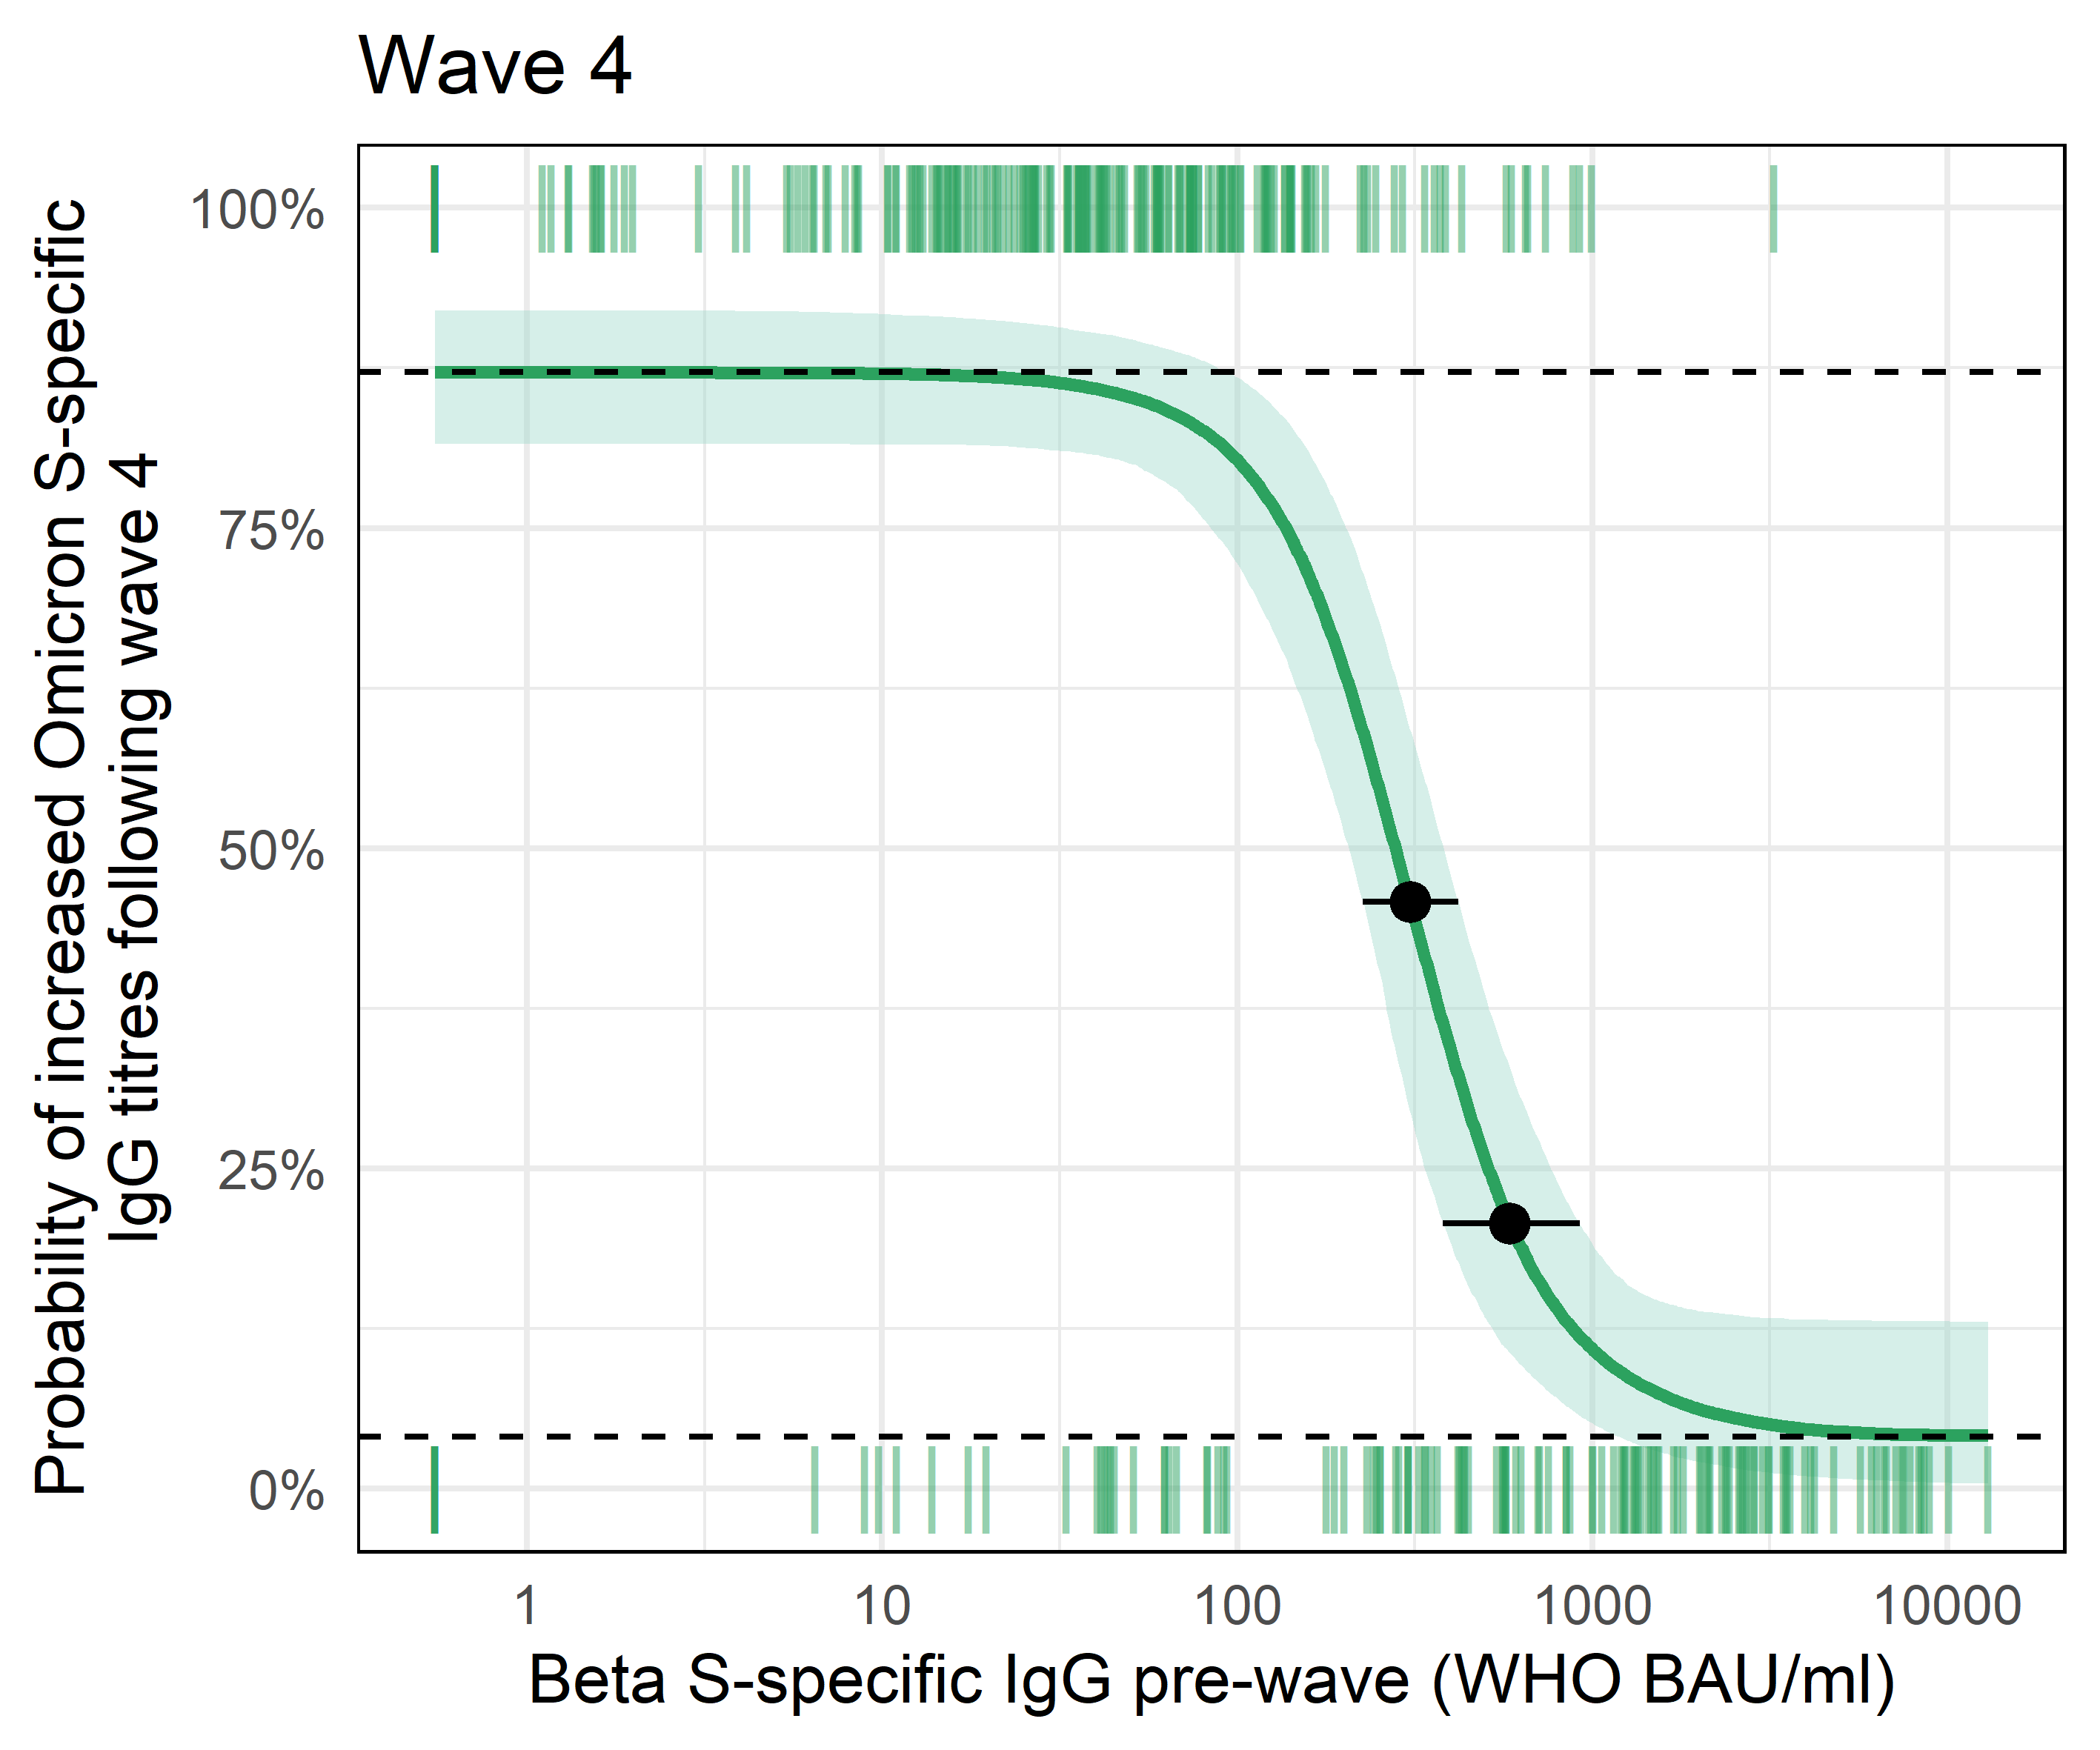 Wave 4
Probability of increased Omicron S-specific
IgG titres following wave 4
100%
75%
50%
25%
0%
1
10
100
1000
10000
Beta S-specific IgG pre-wave (WHO BAU/ml)